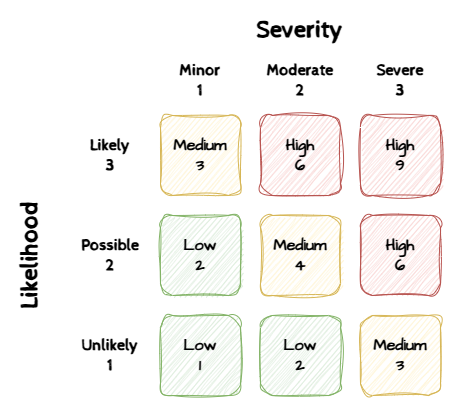 Severity
Minor Moderate Severe
1 2 3
Likelihood
Likely Medium High High
3 3 6 9
Possible Low Medium High
2 2 4 6
Unlikely Low Low Medium
1 1 2 3